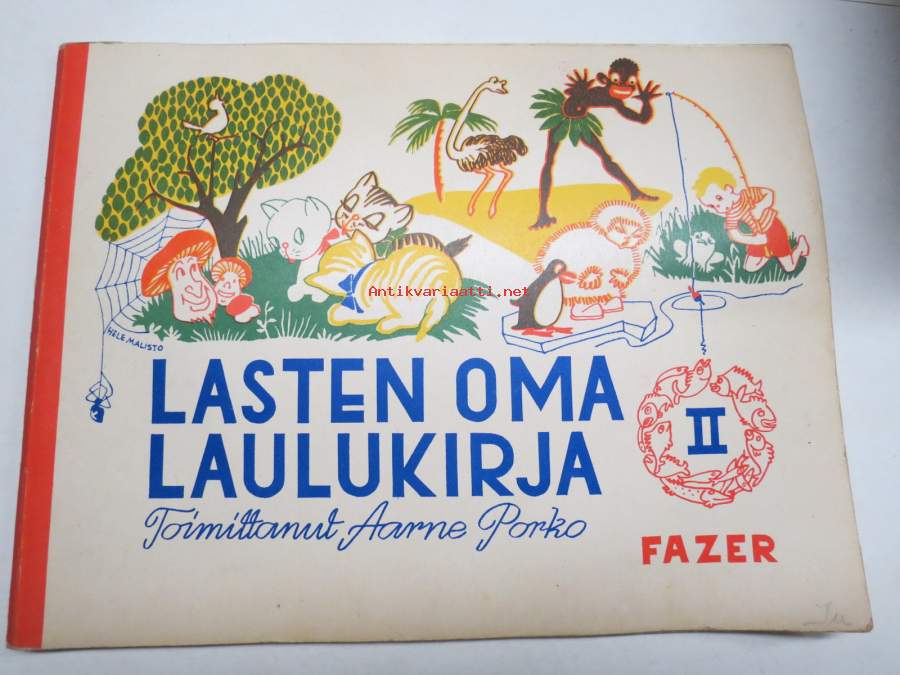 Antikvariaatti.net
HELE.MALISTO
LASTEN OMA
LAULUKIRJA
II
Toimittanut Aarne Porko
FAZER